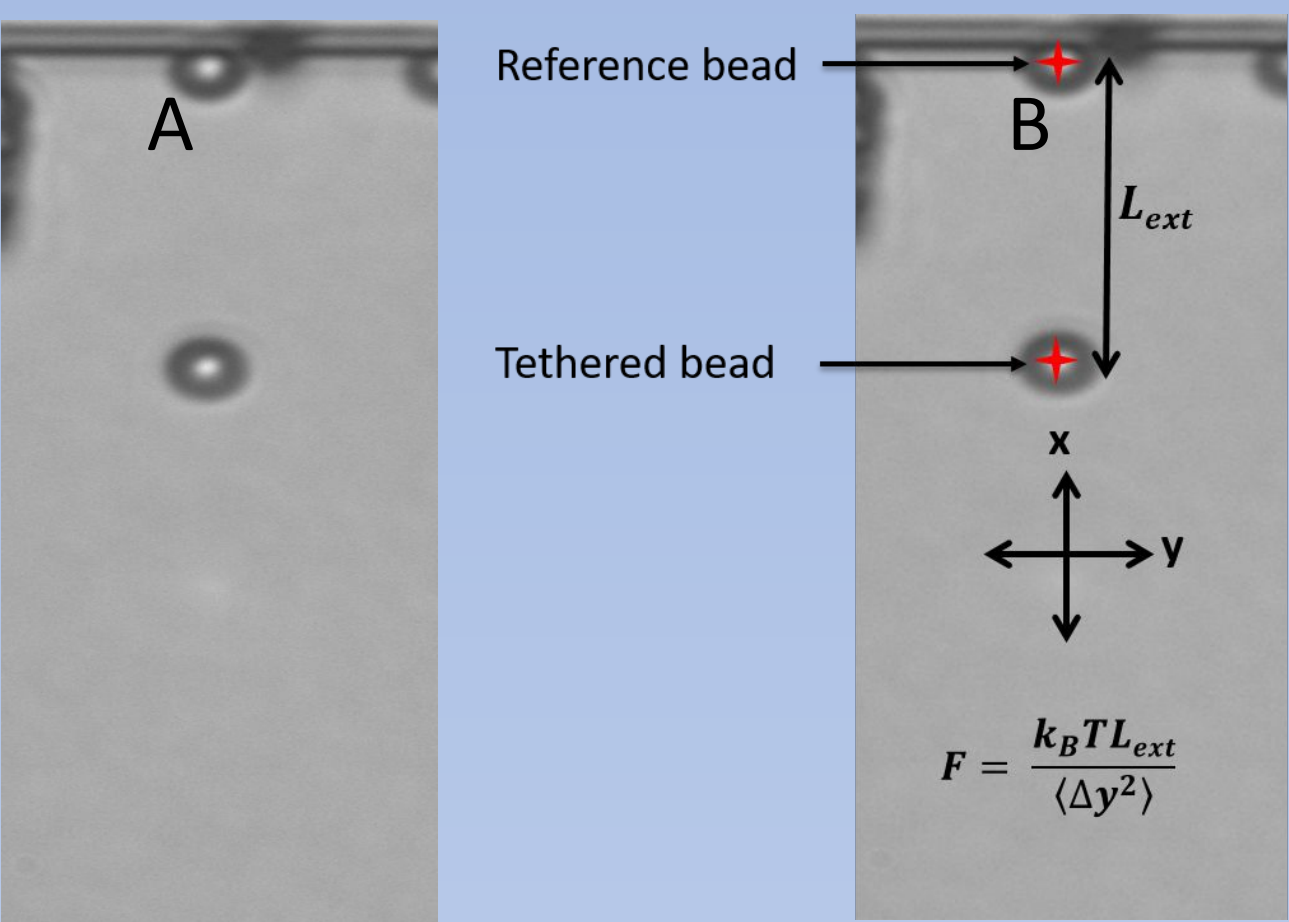 A
Reference bead
B
L_ext
Tethered bead
x
y
F = k_B T L_ext / ⟨Δy²⟩